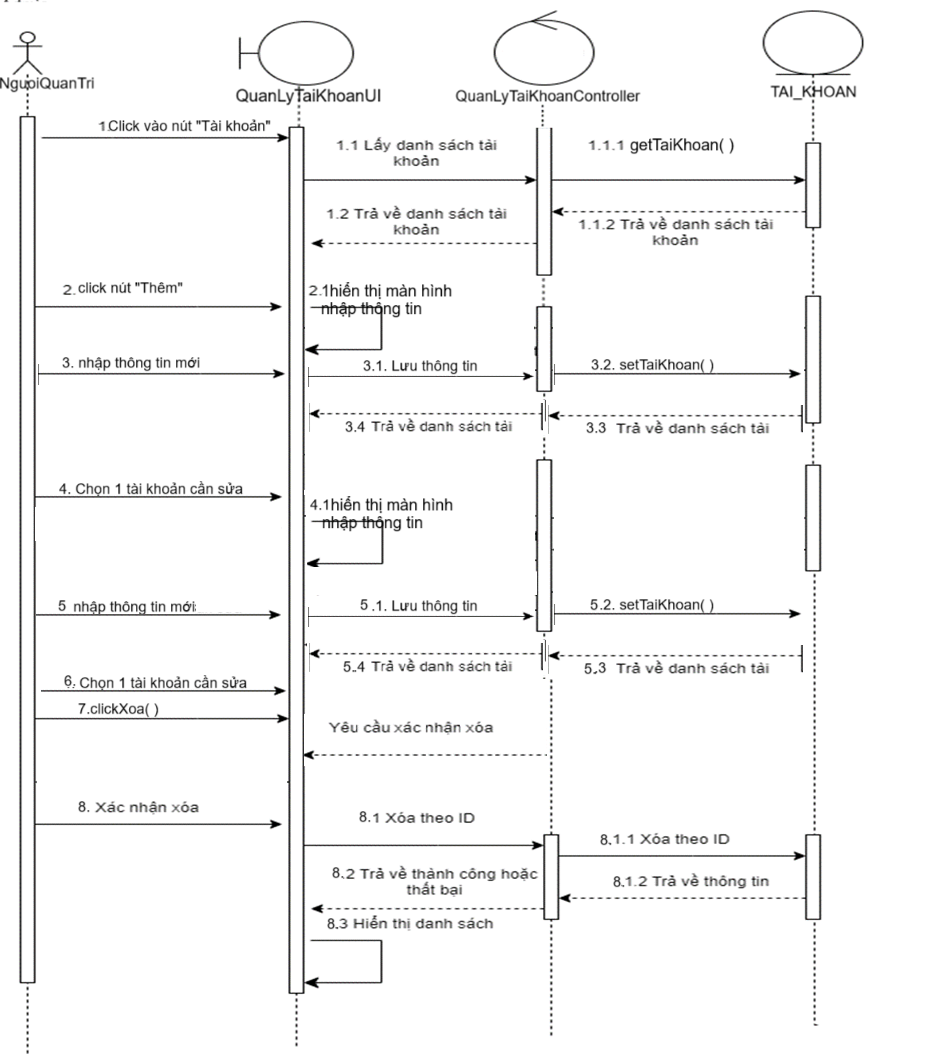 NguoiQuanTri
QuanLyTaiKhoanUI
QuanLyTaiKhoanController
TAI_KHOAN
1.Click vào nút "Tài khoản"
1.1 Lấy danh sách tài
khoản
1.1.1 getTaiKhoan( )
1.2 Trả về danh sách tài
khoản
1.1.2 Trả về danh sách tài
khoản
2. click nút "Thêm"
2.1hiển thị màn hình
nhập thông tin
3. nhập thông tin mới
3.1. Lưu thông tin
3.2. setTaiKhoan( )
3.4 Trả về danh sách tài
3.3 Trả về danh sách tài
4. Chọn 1 tài khoản cần sửa
4.1hiển thị màn hình
nhập thông tin
5 nhập thông tin mới
5.1. Lưu thông tin
5.2. setTaiKhoan( )
5.4 Trả về danh sách tài
5.3 Trả về danh sách tài
6. Chọn 1 tài khoản cần sửa
7.clickXoa( )
Yêu cầu xác nhận xóa
8. Xác nhận xóa
8.1 Xóa theo ID
8.1.1 Xóa theo ID
8.2 Trả về thành công hoặc
thất bại
8.1.2 Trả về thông tin
8.3 Hiển thị danh sách